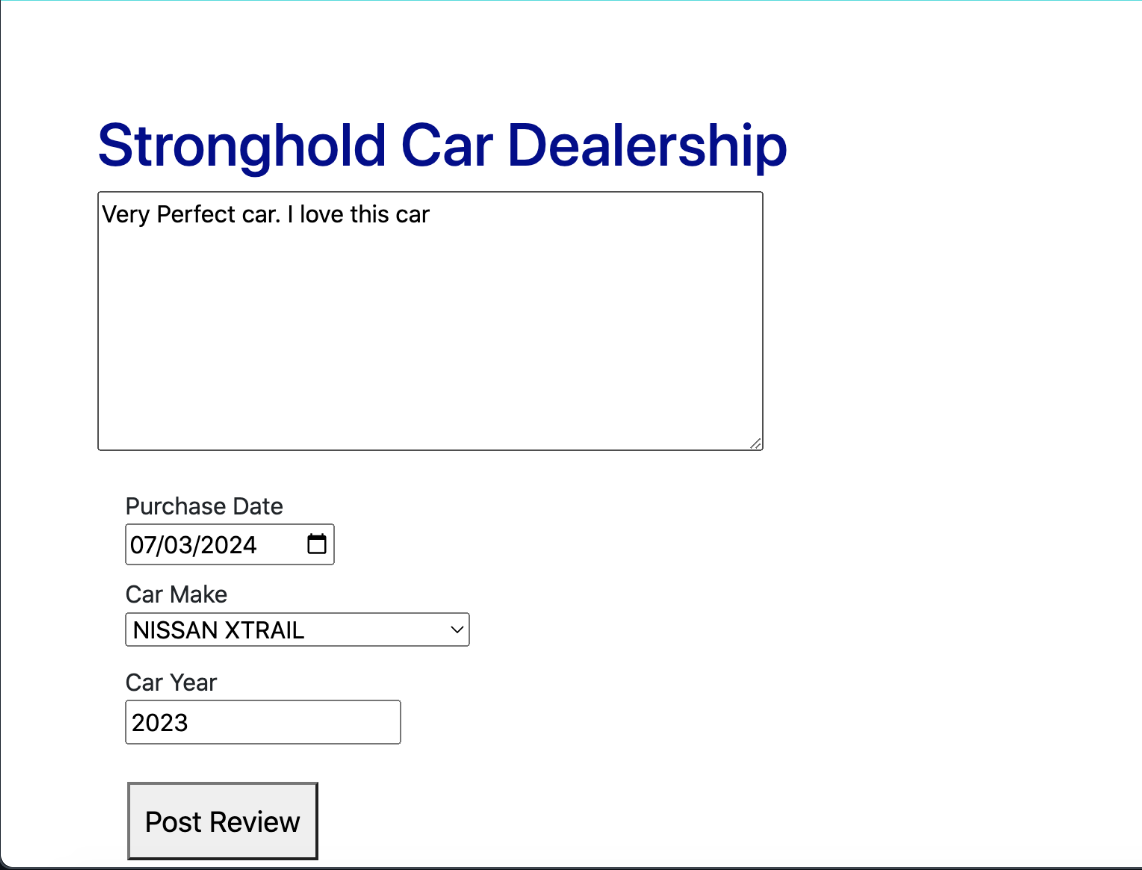 Stronghold Car Dealership
Very Perfect car. I love this car
Purchase Date
07/03/2024
Car Make
NISSAN XTRAIL
Car Year
2023
Post Review